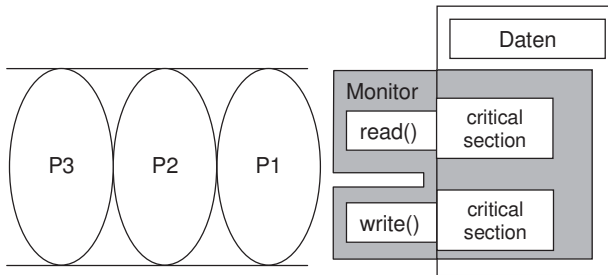 Daten
Monitor
read()
critical
section
P3
P2
P1
write()
critical
section